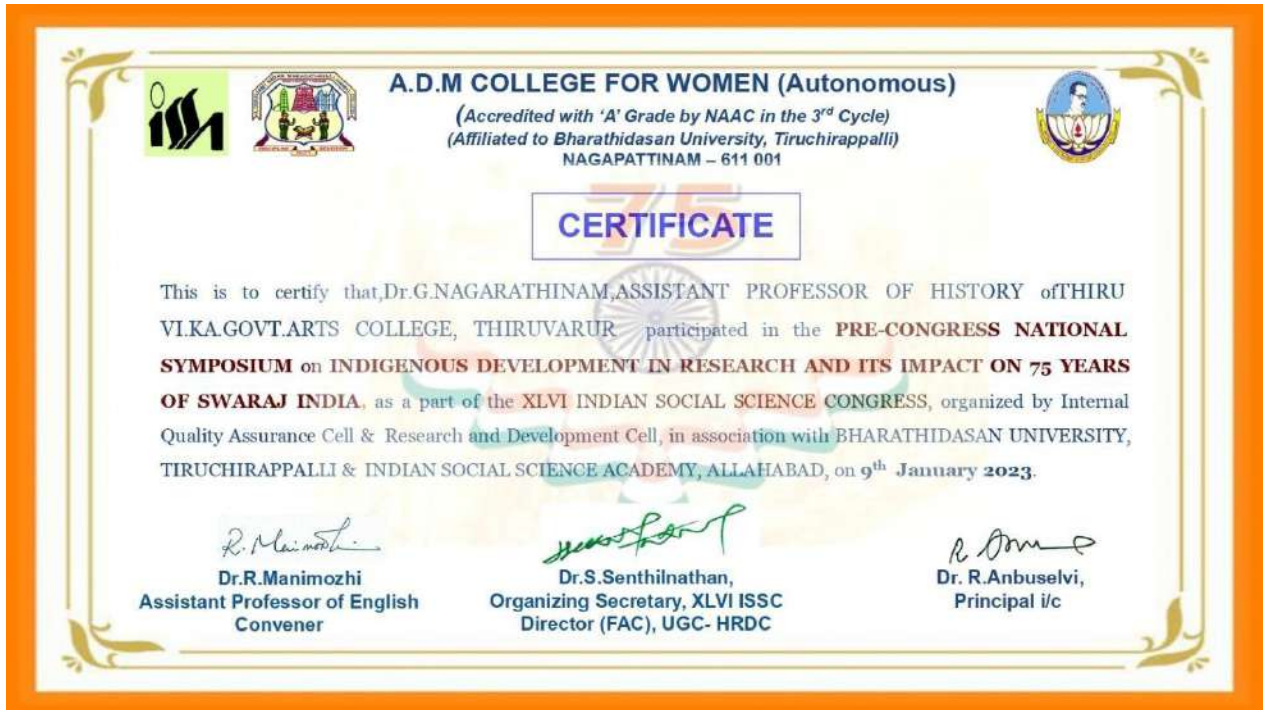 A.D.M COLLEGE FOR WOMEN (Autonomous)
(Accredited with 'A' Grade by NAAC in the 3rd Cycle)
(Affiliated to Bharathidasan University, Tiruchirappalli)
NAGAPATTINAM – 611 001
75
CERTIFICATE
This is to certify that,Dr.G.NAGARATHINAM,ASSISTANT PROFESSOR OF HISTORY ofTHIRU
VI.KA.GOVT.ARTS COLLEGE, THIRUVARUR participated in the PRE-CONGRESS NATIONAL
SYMPOSIUM on INDIGENOUS DEVELOPMENT IN RESEARCH AND ITS IMPACT ON 75 YEARS
OF SWARAJ INDIA, as a part of the XLVI INDIAN SOCIAL SCIENCE CONGRESS, organized by Internal
Quality Assurance Cell & Research and Development Cell, in association with BHARATHIDASAN UNIVERSITY,
TIRUCHIRAPPALLI & INDIAN SOCIAL SCIENCE ACADEMY, ALLAHABAD, on 9th January 2023.
Dr.R.Manimozhi
Assistant Professor of English
Convener
Dr.S.Senthilnathan,
Organizing Secretary, XLVI ISSC
Director (FAC), UGC- HRDC
Dr. R.Anbuselvi,
Principal i/c